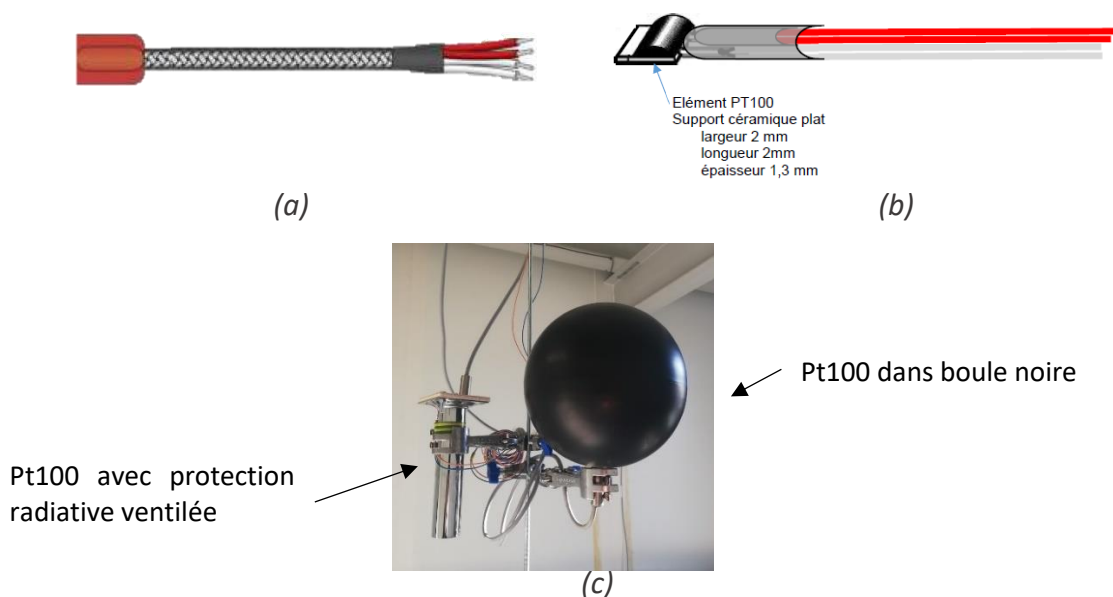 Elément PT100
Support céramique plat
largeur 2 mm
longueur 2mm
épaisseur 1,3 mm
(a)
(b)
Pt100 dans boule noire
Pt100 avec protection
radiative ventilée
(c)